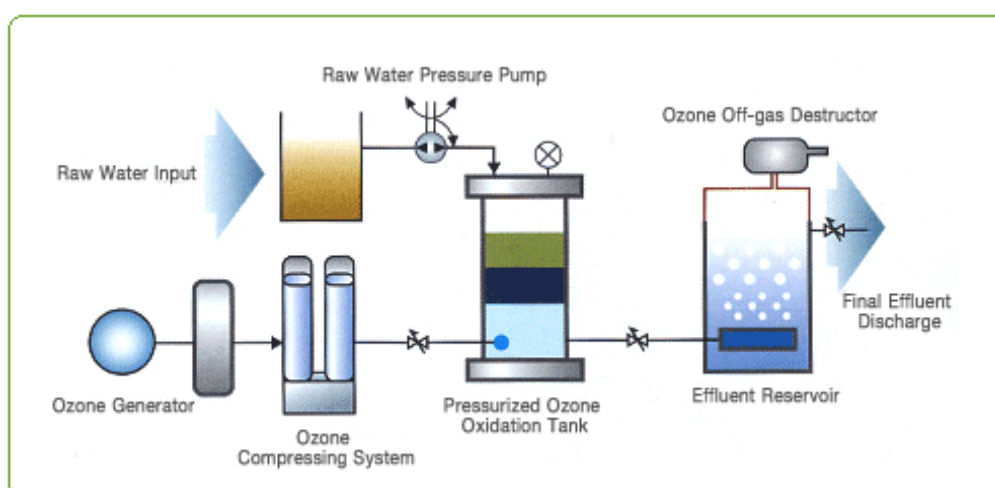 Raw Water Pressure Pump
Ozone Off-gas Destructor
Raw Water Input
Final Effluent
Discharge
Ozone Generator
Ozone
Compressing System
Pressurized Ozone
Oxidation Tank
Effluent Reservoir